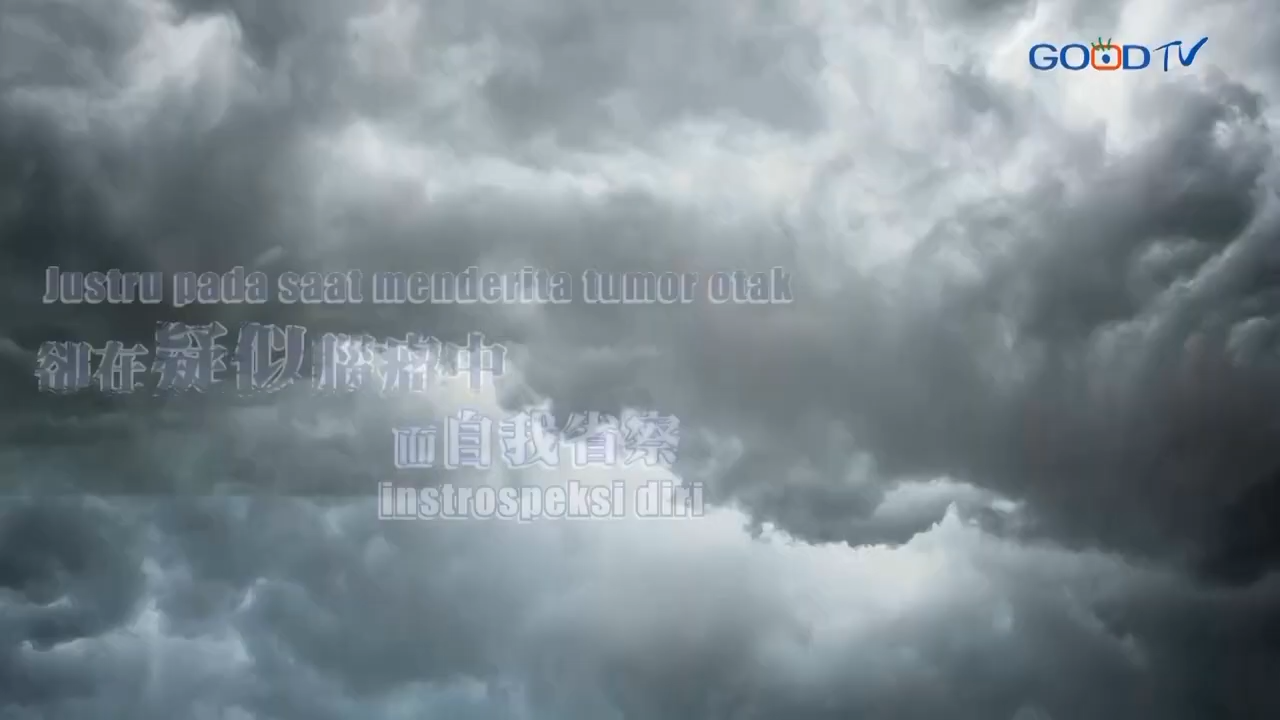 GOODTV
Justru pada saat menderita tumor otak
卻在疑似腦瘤中
而自我省察
instrospeksi diri